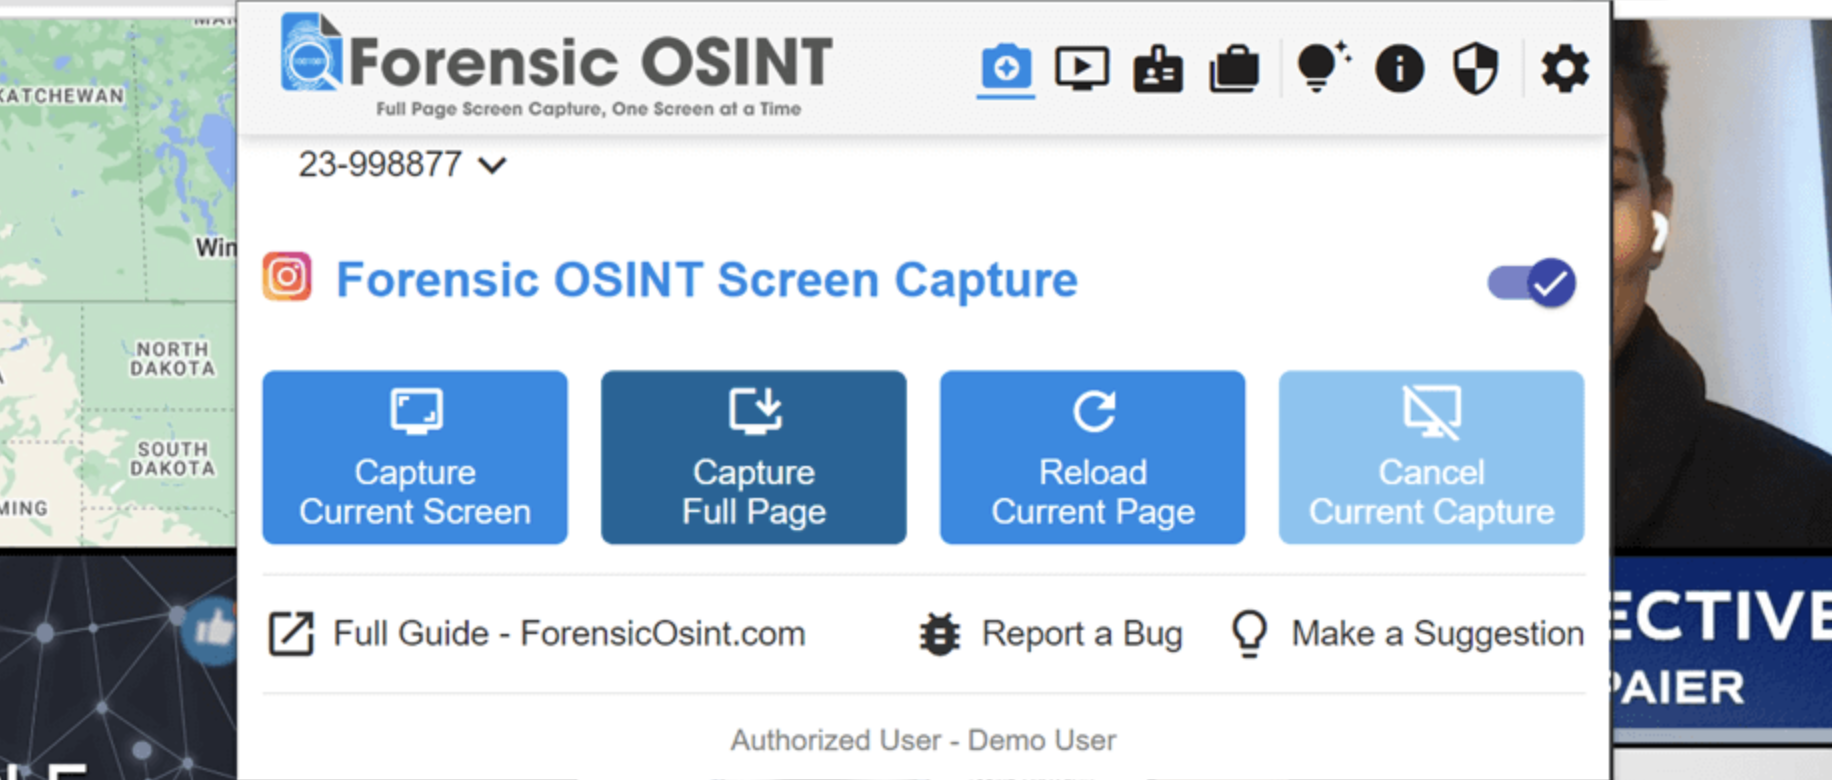 KATCHEWAN
Win
NORTH
DAKOTA
SOUTH
DAKOTA
MING
Forensic OSINT
Full Page Screen Capture, One Screen at a Time
23-998877
Forensic OSINT Screen Capture
Capture
Current Screen
Capture
Full Page
Reload
Current Page
Cancel
Current Capture
Full Guide - ForensicOsint.com
Report a Bug
Make a Suggestion
Authorized User - Demo User
ECTIVE
PAIER